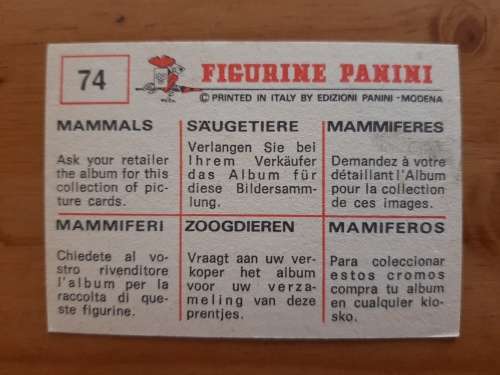 74
FIGURINE PANINI
© PRINTED IN ITALY BY EDIZIONI PANINI - MODENA
MAMMALS
Ask your retailer
the album for this
collection of pic-
ture cards.
SÄUGETIERE
Verlangen Sie bei
Ihrem Verkäufer
das Album für
diese Bildersamm-
lung.
MAMMIFERES
Demandez à votre
détaillant l'Album
pour la collection
de ces images.
MAMMIFERI
Chiedete al vo-
stro rivenditore
l'album per la
raccolta di que-
ste figurine.
ZOOGDIEREN
Vraagt aan uw ver-
koper het album
voor uw verza-
meling van deze
prentjes.
MAMIFEROS
Para coleccionar
estos cromos
compra tu album
en cualquier kio-
sko.